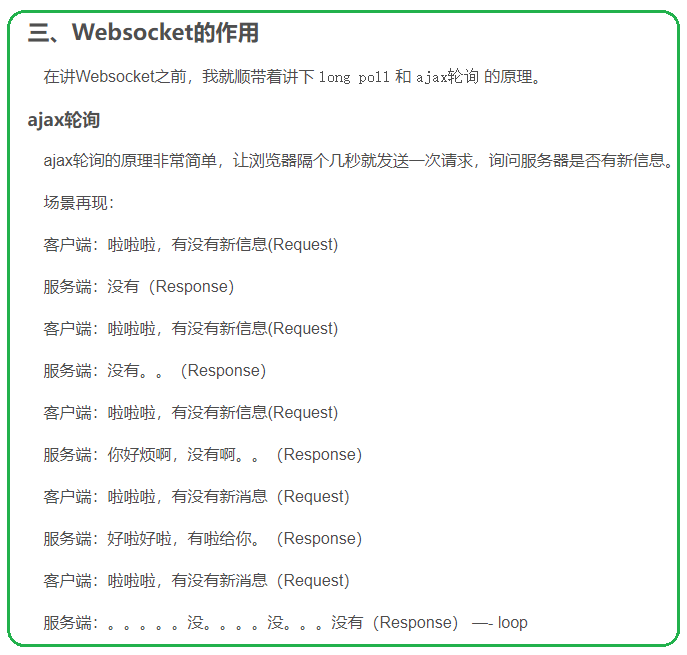 三、Websocket的作用
在讲Websocket之前，我就顺带着讲下 long poll 和 ajax轮询 的原理。
ajax轮询
ajax轮询的原理非常简单，让浏览器隔个几秒就发送一次请求，询问服务器是否有新信息。
场景再现：
客户端：啦啦啦，有没有新信息(Request)
服务端：没有（Response）
客户端：啦啦啦，有没有新信息(Request)
服务端：没有。。（Response）
客户端：啦啦啦，有没有新信息(Request)
服务端：你好烦啊，没有啊。。（Response）
客户端：啦啦啦，有没有新消息（Request）
服务端：好啦好啦，有啦给你。（Response）
客户端：啦啦啦，有没有新消息（Request）
服务端：。。。。。没。。。。没。。。没有（Response） —- loop